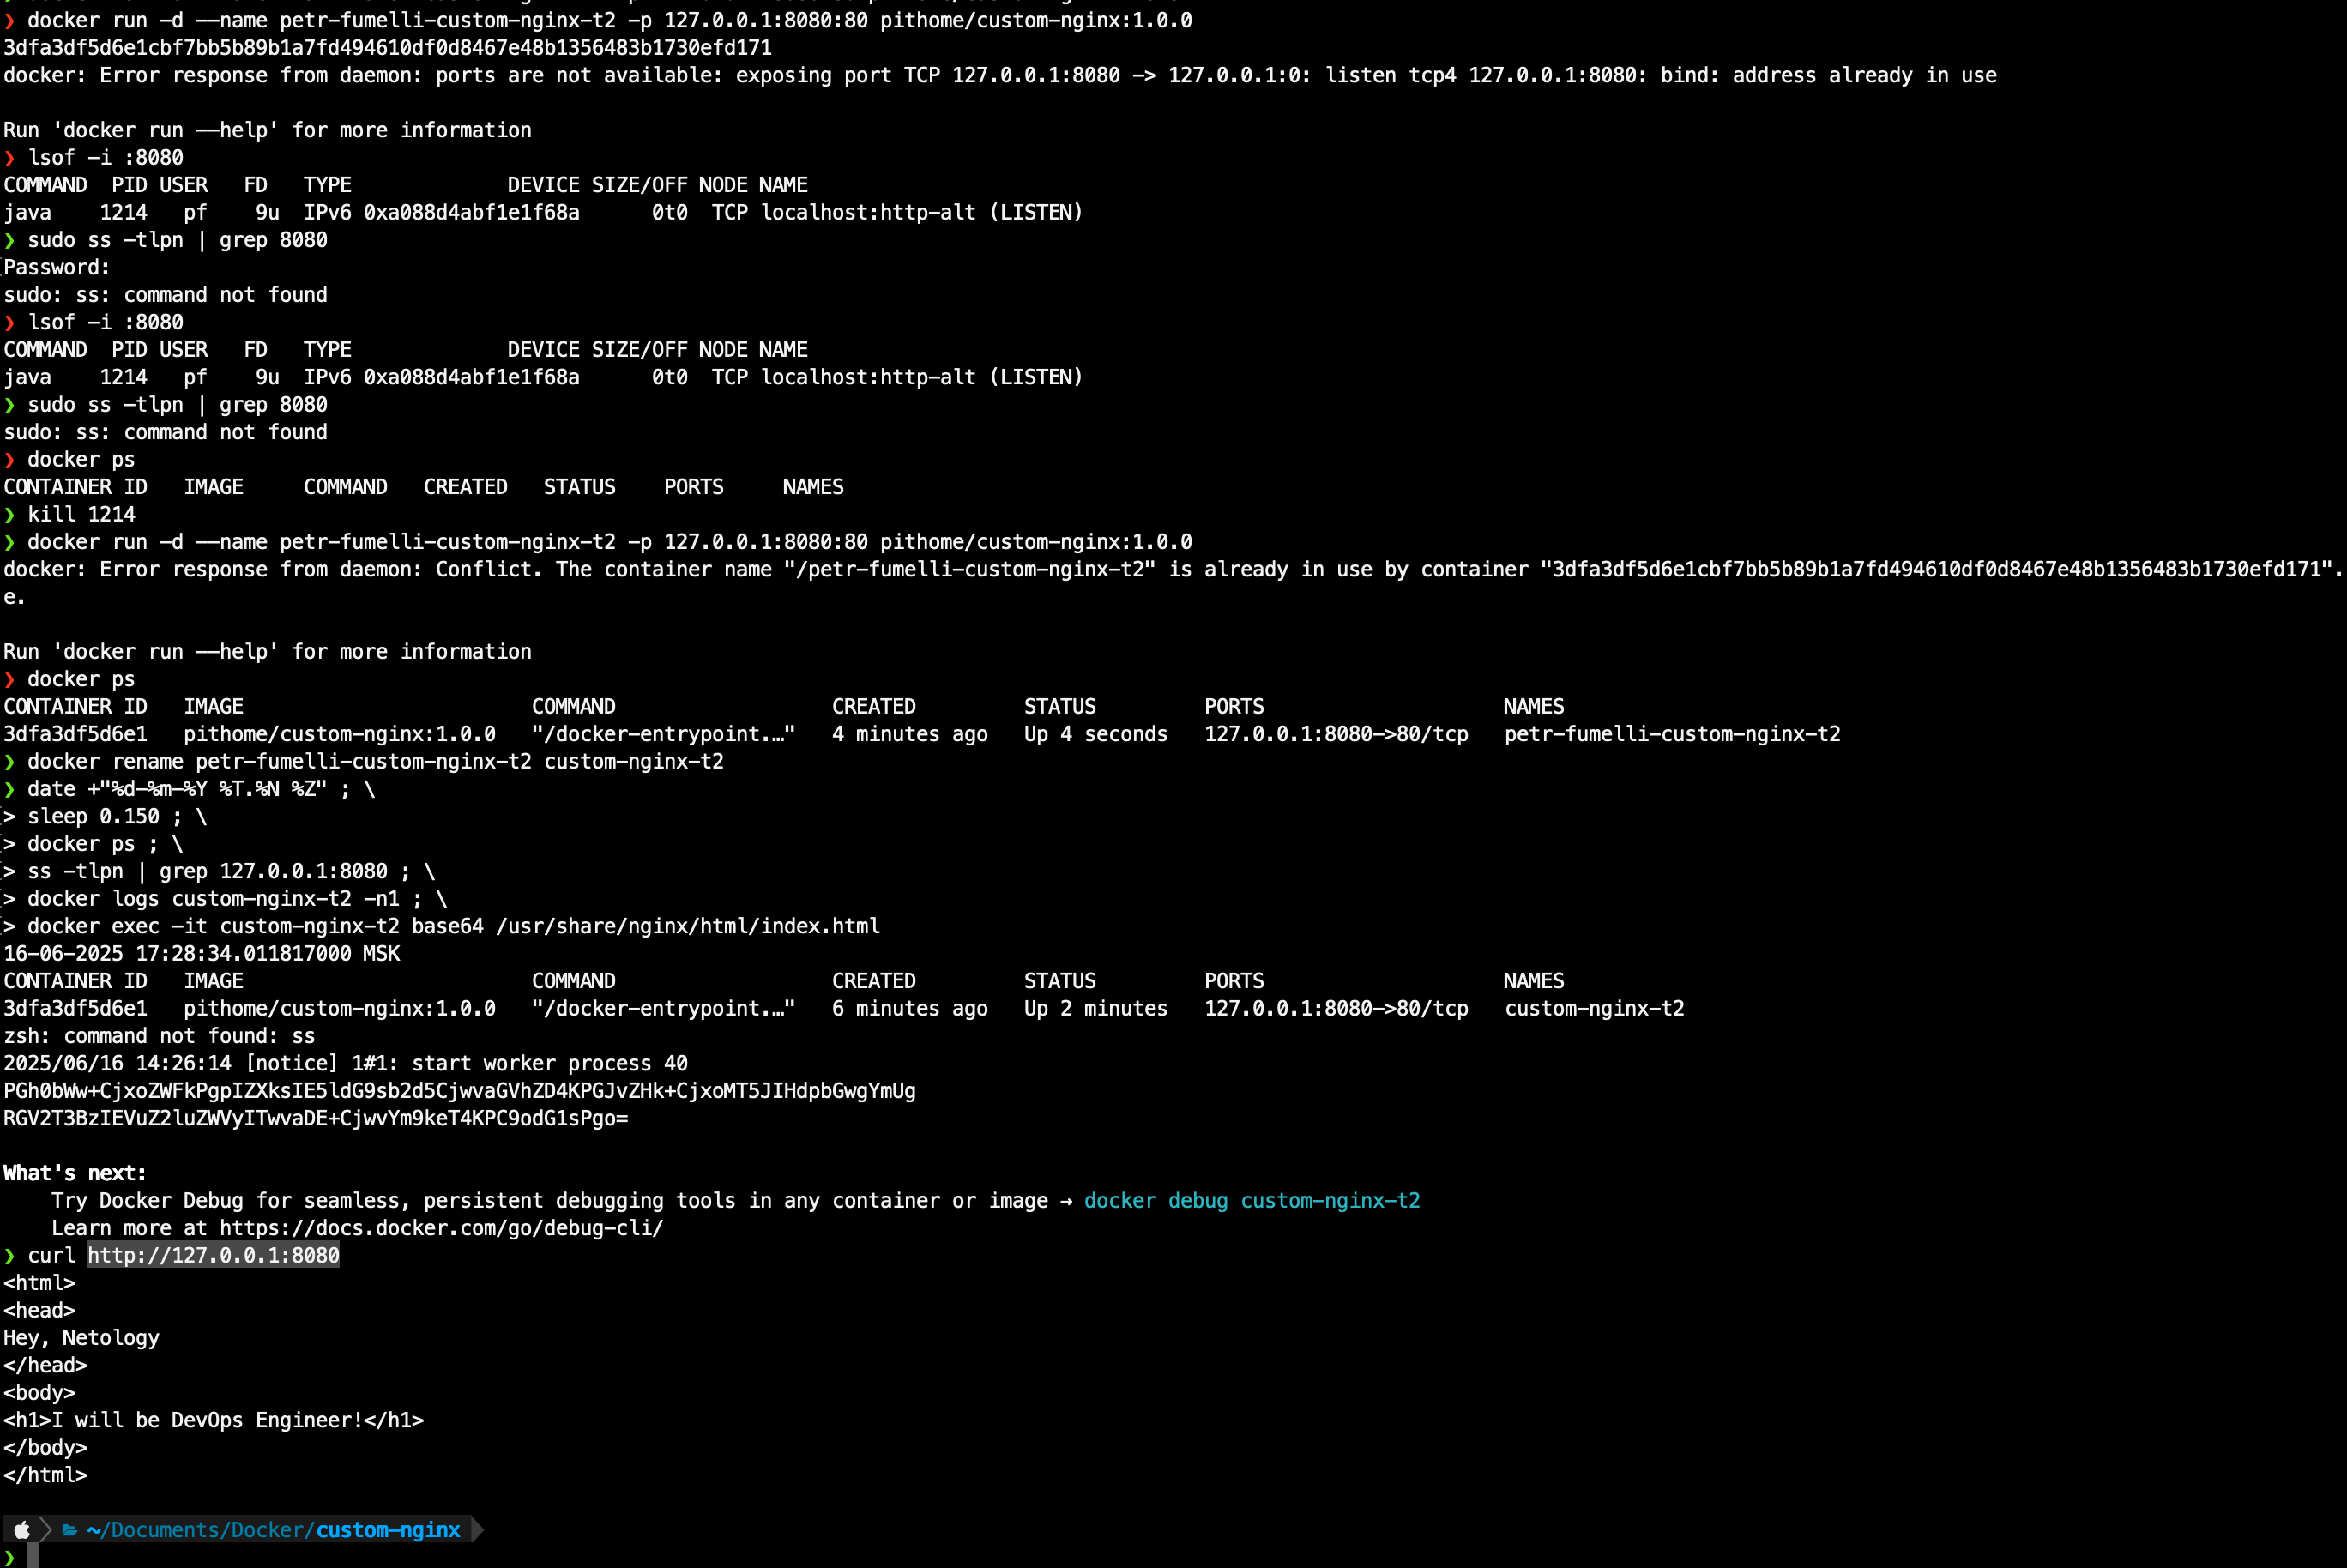 ❯ docker run -d --name petr-fumelli-custom-nginx-t2 -p 127.0.0.1:8080:80 pithome/custom-nginx:1.0.0
3dfa3df5d6e1cbf7bb5b89b1a7fd494610df0d8467e48b1356483b1730efd171
docker: Error response from daemon: ports are not available: exposing port TCP 127.0.0.1:8080 -> 127.0.0.1:0: listen tcp4 127.0.0.1:8080: bind: address already in use

Run 'docker run --help' for more information
❯ lsof -i :8080
COMMAND  PID USER   FD   TYPE             DEVICE SIZE/OFF NODE NAME
java    1214   pf    9u  IPv6 0xa088d4abf1e1f68a      0t0  TCP localhost:http-alt (LISTEN)
❯ sudo ss -tlpn | grep 8080
Password:
sudo: ss: command not found
❯ lsof -i :8080
COMMAND  PID USER   FD   TYPE             DEVICE SIZE/OFF NODE NAME
java    1214   pf    9u  IPv6 0xa088d4abf1e1f68a      0t0  TCP localhost:http-alt (LISTEN)
❯ sudo ss -tlpn | grep 8080
sudo: ss: command not found
❯ docker ps
CONTAINER ID   IMAGE     COMMAND   CREATED   STATUS    PORTS     NAMES
❯ kill 1214
❯ docker run -d --name petr-fumelli-custom-nginx-t2 -p 127.0.0.1:8080:80 pithome/custom-nginx:1.0.0
docker: Error response from daemon: Conflict. The container name "/petr-fumelli-custom-nginx-t2" is already in use by container "3dfa3df5d6e1cbf7bb5b89b1a7fd494610df0d8467e48b1356483b1730efd171".
e.

Run 'docker run --help' for more information
❯ docker ps
CONTAINER ID   IMAGE                        COMMAND                  CREATED         STATUS         PORTS                    NAMES
3dfa3df5d6e1   pithome/custom-nginx:1.0.0   "/docker-entrypoint.…"   4 minutes ago   Up 4 seconds   127.0.0.1:8080->80/tcp   petr-fumelli-custom-nginx-t2
❯ docker rename petr-fumelli-custom-nginx-t2 custom-nginx-t2
❯ date +"%d-%m-%Y %T.%N %Z" ; \
> sleep 0.150 ; \
> docker ps ; \
> ss -tlpn | grep 127.0.0.1:8080 ; \
> docker logs custom-nginx-t2 -n1 ; \
> docker exec -it custom-nginx-t2 base64 /usr/share/nginx/html/index.html
16-06-2025 17:28:34.011817000 MSK
CONTAINER ID   IMAGE                        COMMAND                  CREATED         STATUS         PORTS                    NAMES
3dfa3df5d6e1   pithome/custom-nginx:1.0.0   "/docker-entrypoint.…"   6 minutes ago   Up 2 minutes   127.0.0.1:8080->80/tcp   custom-nginx-t2
zsh: command not found: ss
2025/06/16 14:26:14 [notice] 1#1: start worker process 40
PGh0bWw+CjxoZWFkPgpIZXksIE5ldG9sb2d5CjwvaGVhZD4KPGJvZHk+CjxoMT5JIHdpbGwgYmUg
RGV2T3BzIEVuZ2luZWVyITwvaDE+CjwvYm9keT4KPC9odG1sPgo=

What's next:
    Try Docker Debug for seamless, persistent debugging tools in any container or image → docker debug custom-nginx-t2
    Learn more at https://docs.docker.com/go/debug-cli/
❯ curl http://127.0.0.1:8080
<html>
<head>
Hey, Netology
</head>
<body>
<h1>I will be DevOps Engineer!</h1>
</body>
</html>

~/Documents/Docker/custom-nginx
❯